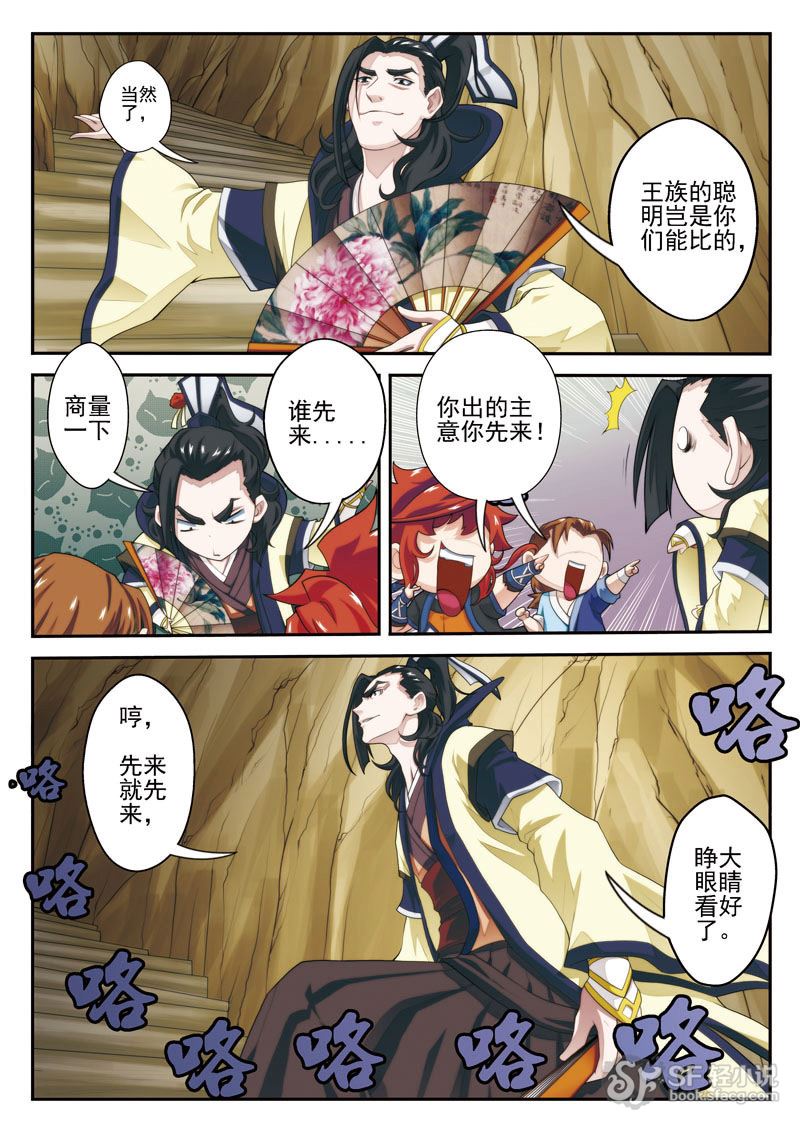 当然
了，
王族的聪
明岂是你
们能比的，
商量
一下
谁先
来.....
你出的主
意你先来！
哼，
先来先
就来，
大睛好
睁眼看
了。
咯
咯
咯
咯
咯
咯
咯
咯
SF轻小说
book.sfacg.com